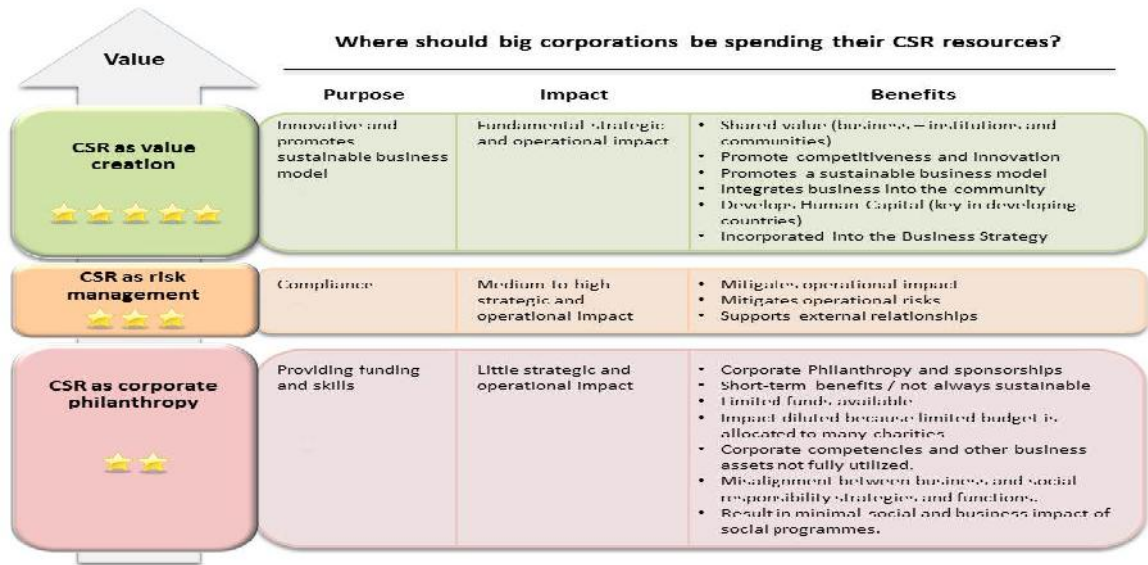 Value
Where should big corporations be spending their CSR resources?
Purpose
Impact
Benefits
CSR as value
creation
Innovative and
promotes
sustainable business
model
Fundamental strategic
and operational impact
• Shared value (business – institutions and
communities)
• Promote competitiveness and innovation
• Promotes a sustainable business model
• Integrates business into the community
• Develops Human Capital (key in developing
countries)
• Incorporated into the Business Strategy
CSR as risk
management
Compliance
Medium to high
strategic and
operational impact
• Mitigates operational impact
• Mitigates operational risks
• Supports external relationships
CSR as corporate
philanthropy
Providing funding
and skills
Little strategic and
operational impact
• Corporate Philanthropy and sponsorships
• Short-term benefits / not always sustainable
• Limited funds available
• Impact diluted because limited budget is
allocated to many charities
• Corporate competencies and other business
assets not fully utilized.
• Misalignment between business and social
responsibility strategies and functions.
• Result in minimal social and business impact of
social programmes.